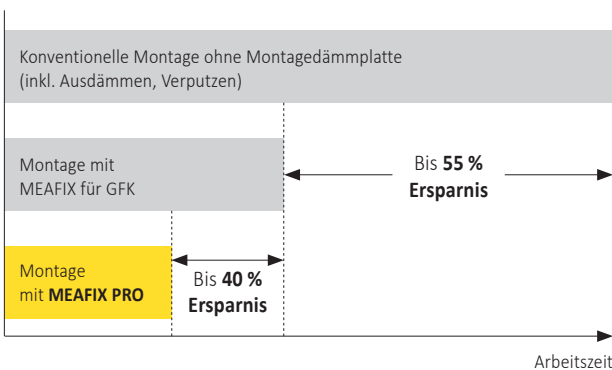 Konventionelle Montage ohne Montagedämmplatte
(inkl. Ausdämmen, Verputzen)
Montage mit
MEAFIX für GFK
Bis 55 %
Ersparnis
Montage
mit MEAFIX PRO
Bis 40 %
Ersparnis
Arbeitszeit